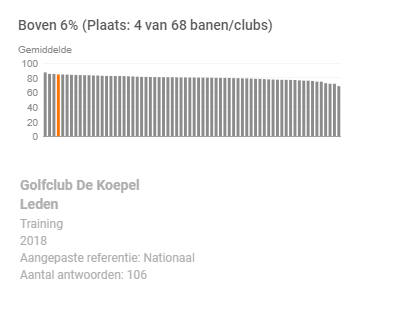 Boven 6% (Plaats: 4 van 68 banen/clubs)
Gemiddelde
100
80
60
40
20
0
Golfclub De Koepel
Leden
Training
2018
Aangepaste referentie: Nationaal
Aantal antwoorden: 106